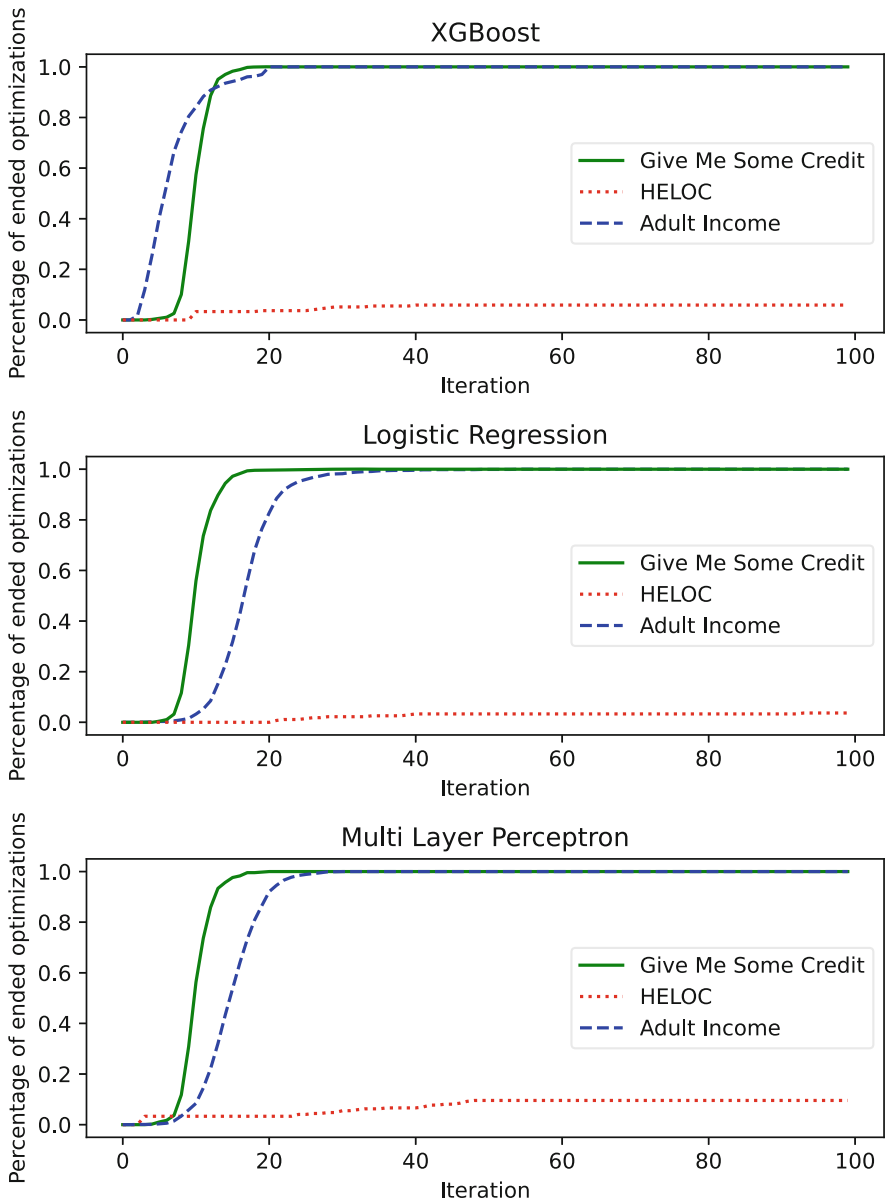 XGBoost
Percentage of ended optimizations
1.0
0.8
0.6
0.4
0.2
0.0
Give Me Some Credit
HELOC
Adult Income
0 20 40 60 80 100
Iteration
Logistic Regression
Percentage of ended optimizations
1.0
0.8
0.6
0.4
0.2
0.0
Give Me Some Credit
HELOC
Adult Income
0 20 40 60 80 100
Iteration
Multi Layer Perceptron
Percentage of ended optimizations
1.0
0.8
0.6
0.4
0.2
0.0
Give Me Some Credit
HELOC
Adult Income
0 20 40 60 80 100
Iteration